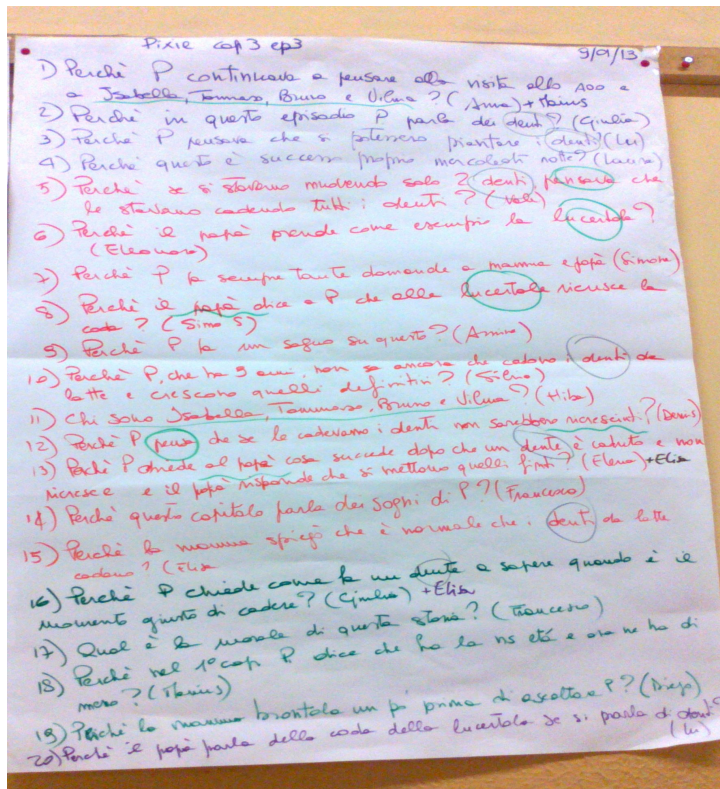 Pixie cap 3 ep3 9/01/13
1) Perchè P continuava a pensare alla visita allo zoo e
a Isabella, Tommaso, Bruno e Vilma? (Anna) + Marius
2) Perchè in questo episodio P parla dei denti? (Giulia)
3) Perchè P pensava che si potessero piantare i denti? (Lu)
4) Perchè questo è successo proprio mercoledì notte? (Laura)
5) Perchè se si stavano muovendo solo 2 denti, pensava che
le stavano cadendo tutti i denti? (Vale)
6) Perchè il papà prende come esempio la lucertola?
(Eleonora)
7) Perchè P fa sempre tante domande a mamma e papà (Simone)
8) Perchè il papà dice a P che alla lucertola ricresce la
coda? (Simo S)
9) Perchè P fa un sogno su questo? (Amina)
10) Perchè P, che ha 9 anni, non sa ancora che cadono i denti da
latte e crescono quelli definitivi? (Silvia)
11) Chi sono Isabella, Tommaso, Bruno e Vilma? (Hiba)
12) Perchè P pensa che se le cadevano i denti non sarebbero ricresciuti? (Denis)
13) Perchè P chiede al papà cosa succede dopo che un dente è caduto e non
ricresce e il papà risponde che si mettono quelli finti? (Elena) + Elisa
14) Perchè questo capitolo parla dei sogni di P? (Francesco)
15) Perchè la mamma spiegò che è normale che i denti da latte
cadano? (Elisa
16) Perchè P chiede come fa un dente a sapere quando è il
momento giusto di cadere? (Giulia) + Elisa
17) Qual è la morale di questa storia? (Francesco)
18) Perchè nel 1° cap P dice che ha la ns età e ora ne ha di
meno? (Marius)
19) Perchè la mamma brontola un pò prima di ascoltare P? (Diego)
20) Perchè il papà parla della coda della lucertola se si parla di denti?
(Lu)